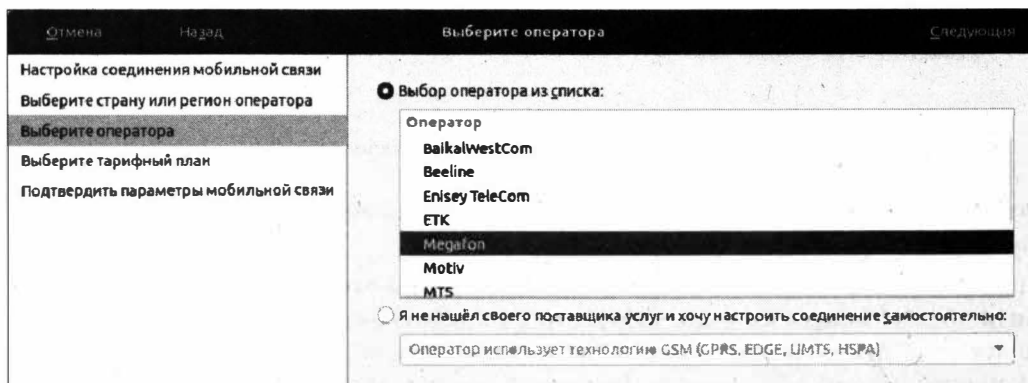 Отмена Назад Выберите оператора Следующая
Настройка соединения мобильной связи
Выберите страну или регион оператора
Выберите оператора
Выберите тарифный план
Подтвердить параметры мобильной связи
Выбор оператора из списка:
Оператор
BaikalWestCom
Beeline
Enisey TeleCom
ETK
Megafon
Motiv
MTS
Я не нашёл своего поставщика услуг и хочу настроить соединение самостоятельно:
Оператор использует технологию GSM (GPRS, EDGE, UMTS, HSPA)